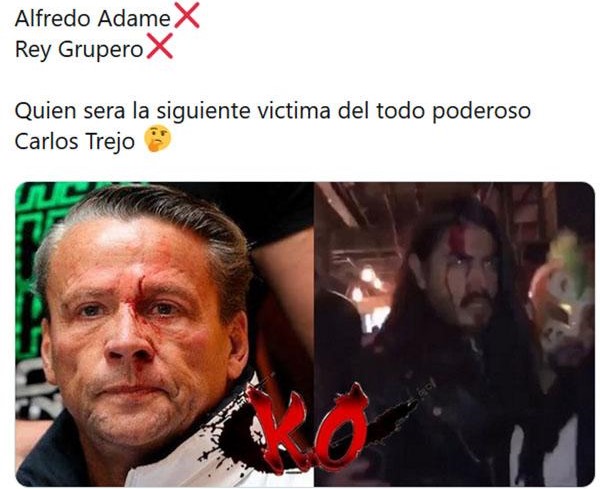 Alfredo Adame❌
Rey Grupero❌
Quien sera la siguiente victima del todo poderoso
Carlos Trejo 🤔
KO